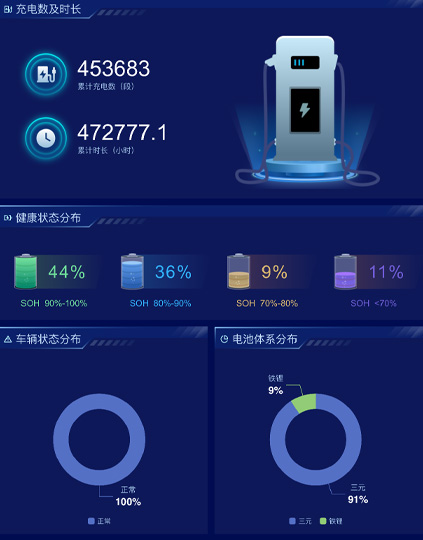 充电数及时长
453683
累计充电数（段）
472777.1
累计时长（小时）
健康状态分布
44%
36%
9%
11%
SOH 90%-100%
SOH 80%-90%
SOH 70%-80%
SOH <70%
车辆状态分布
正常
100%
正常
电池体系分布
铁锂
9%
三元
91%
三元
铁锂